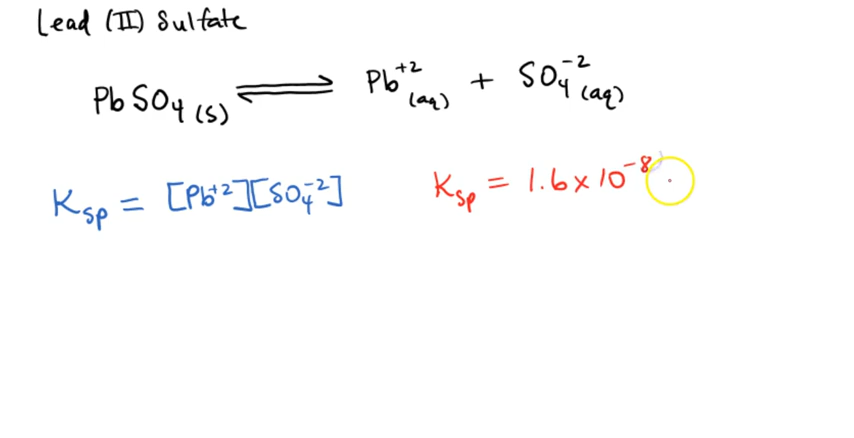 Lead (II) Sulfate
PbSO₄ (s) ⇌ Pb⁺² (aq) + SO₄⁻² (aq)
Ksp = [Pb⁺²][SO₄⁻²]
Ksp = 1.6 × 10⁻⁸